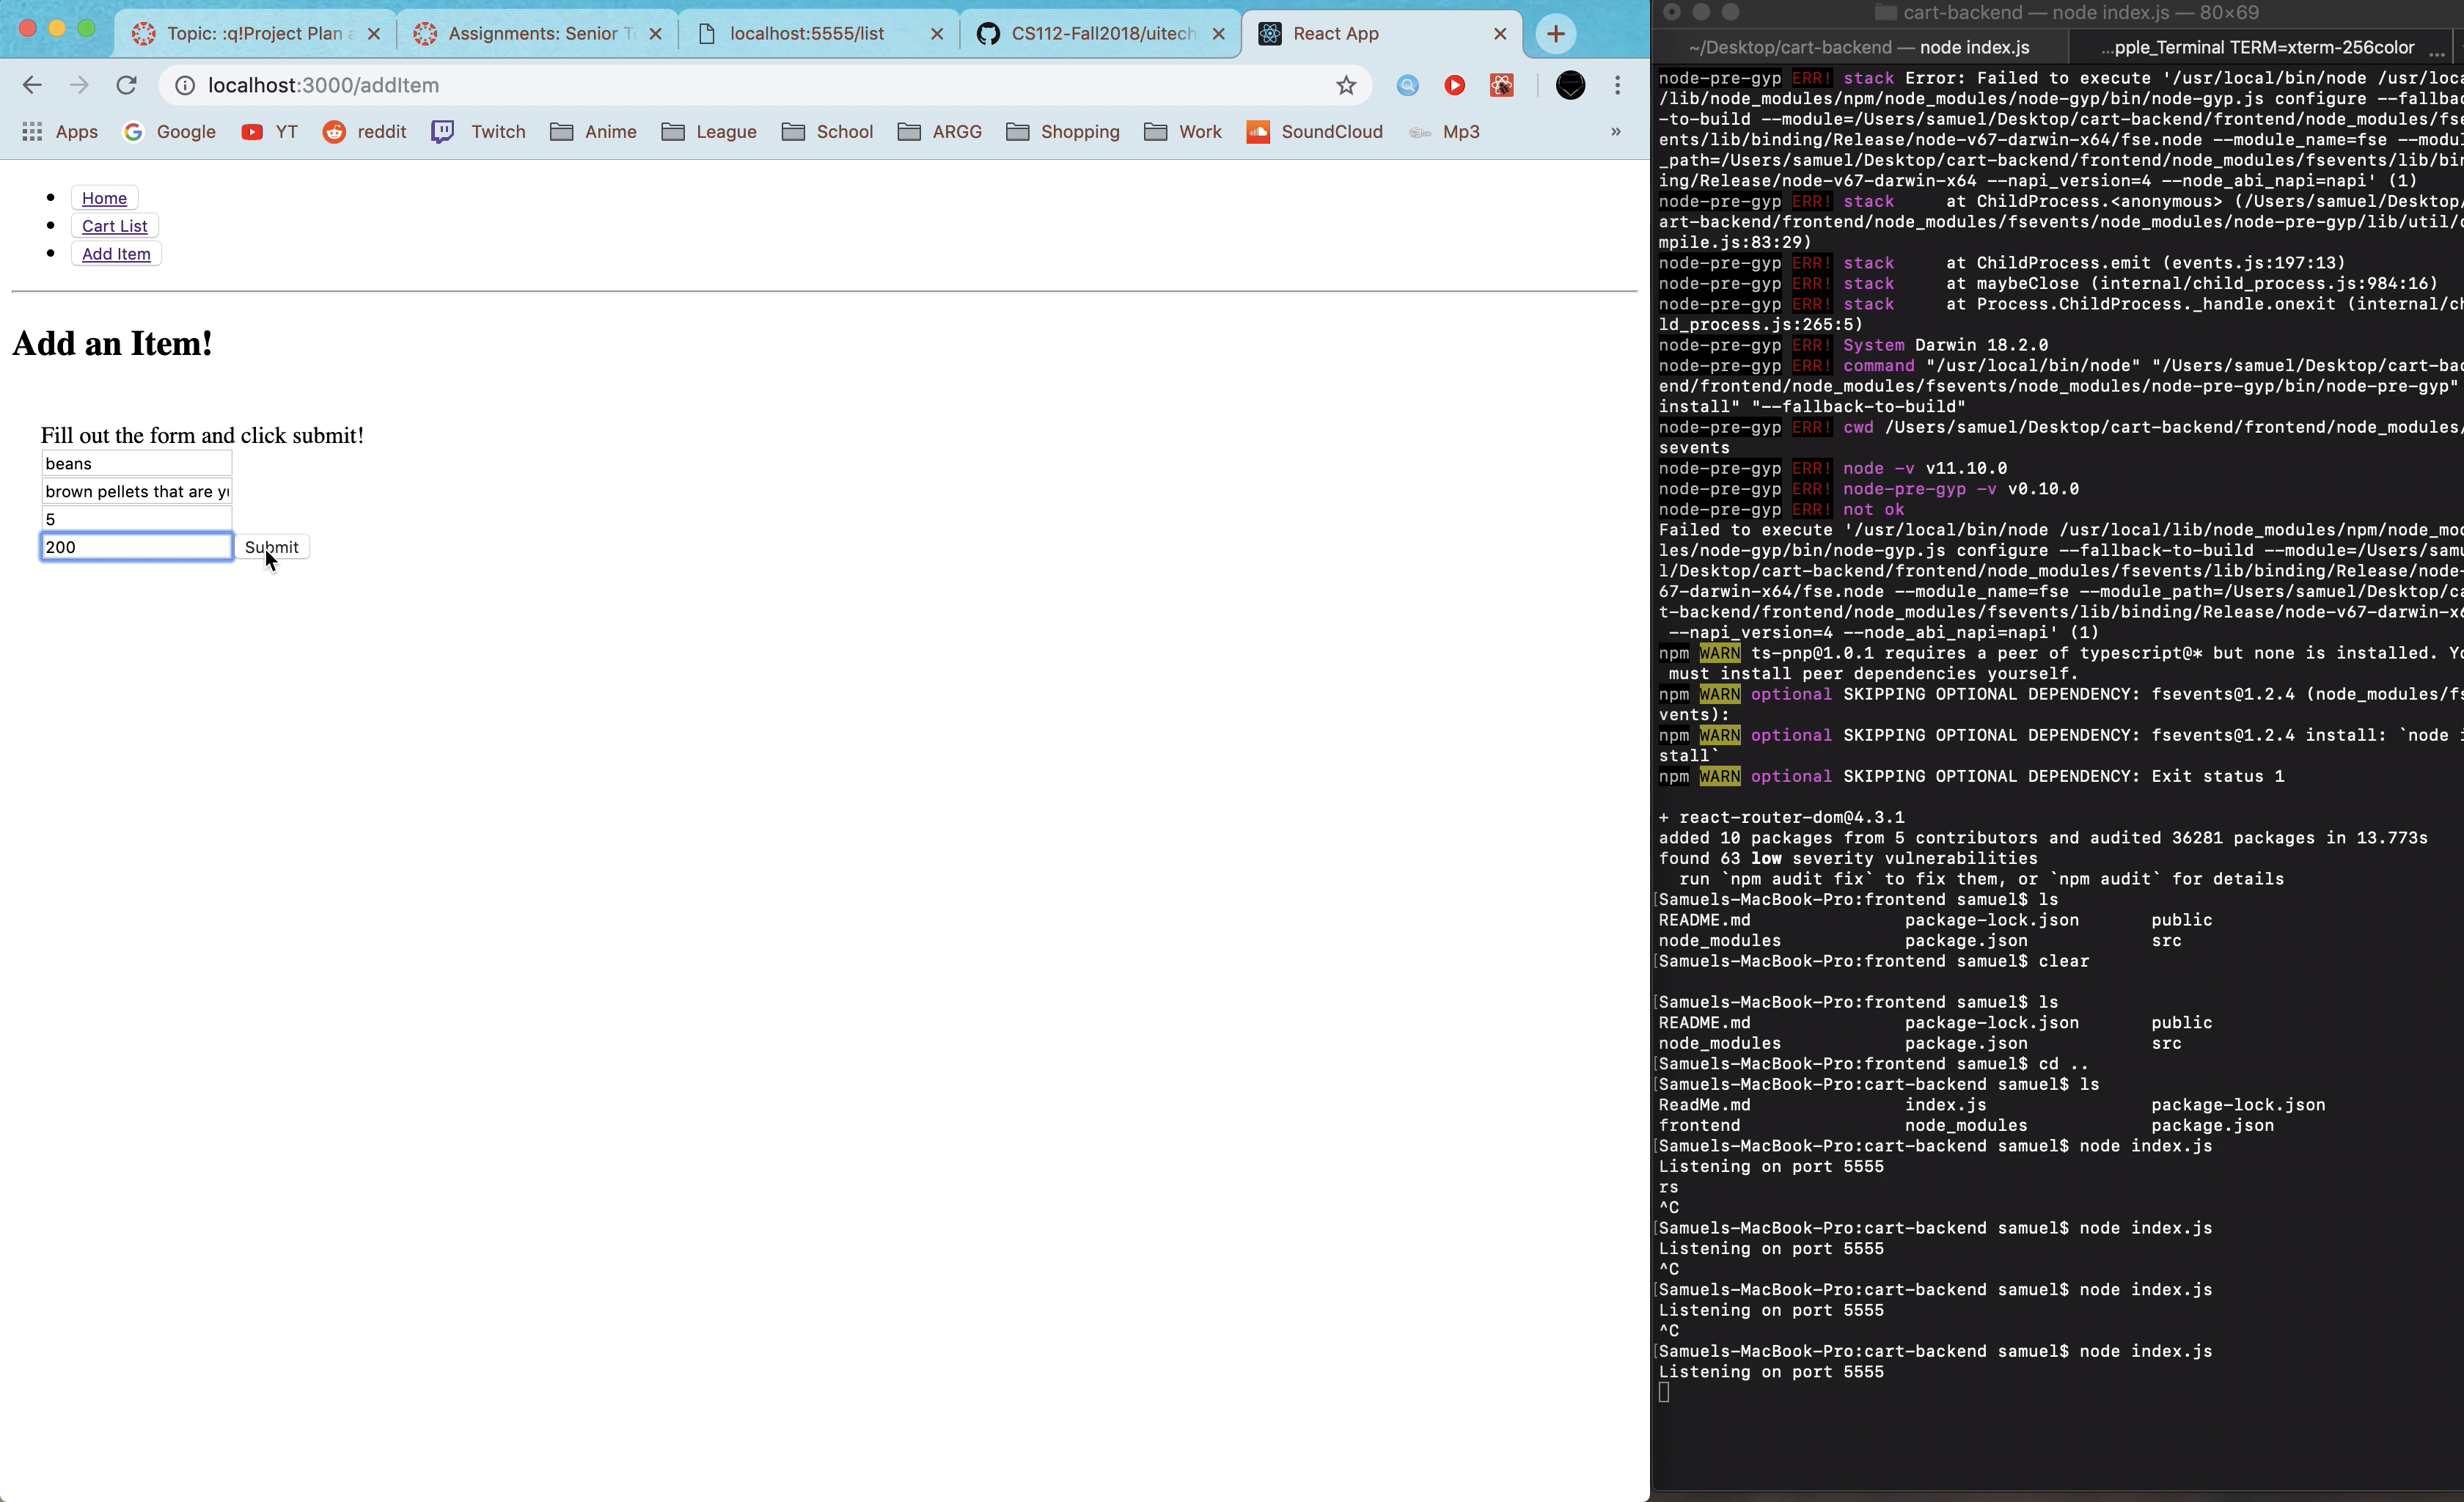 Topic: :q!Project Plan
Assignments: Senior
localhost:5555/list
CS112-Fall2018/uitech
React App
localhost:3000/addItem
Apps
Google
YT
reddit
Twitch
Anime
League
School
ARGG
Shopping
Work
SoundCloud
Mp3
»
Home
Cart List
Add Item
Add an Item!
Fill out the form and click submit!
beans
brown pellets that are
5
200 Submit
cart-backend — node index.js — 80×69
~/Desktop/cart-backend — node index.js
...pple_Terminal TERM=xterm-256color ...
node-pre-gyp ERR! stack Error: Failed to execute '/usr/local/bin/node /usr/loca
/lib/node_modules/npm/node_modules/node-gyp/bin/node-gyp.js configure --fallbac
-to-build --module=/Users/samuel/Desktop/cart-backend/frontend/node_modules/fse
ents/lib/binding/Release/node-v67-darwin-x64/fse.node --module_name=fse --modul
_path=/Users/samuel/Desktop/cart-backend/frontend/node_modules/fsevents/lib/bin
ing/Release/node-v67-darwin-x64 --napi_version=4 --node_abi_napi=napi' (1)
node-pre-gyp ERR! stack     at ChildProcess.<anonymous> (/Users/samuel/Desktop/
art-backend/frontend/node_modules/fsevents/node_modules/node-pre-gyp/lib/util/c
mpile.js:83:29)
node-pre-gyp ERR! stack     at ChildProcess.emit (events.js:197:13)
node-pre-gyp ERR! stack     at maybeClose (internal/child_process.js:984:16)
node-pre-gyp ERR! stack     at Process.ChildProcess._handle.onexit (internal/ch
ld_process.js:265:5)
node-pre-gyp ERR! System Darwin 18.2.0
node-pre-gyp ERR! command "/usr/local/bin/node" "/Users/samuel/Desktop/cart-bac
end/frontend/node_modules/fsevents/node_modules/node-pre-gyp/bin/node-pre-gyp"
install" "--fallback-to-build"
node-pre-gyp ERR! cwd /Users/samuel/Desktop/cart-backend/frontend/node_modules/
sevents
node-pre-gyp ERR! node -v v11.10.0
node-pre-gyp ERR! node-pre-gyp -v v0.10.0
node-pre-gyp ERR! not ok
Failed to execute '/usr/local/bin/node /usr/local/lib/node_modules/npm/node_mod
les/node-gyp/bin/node-gyp.js configure --fallback-to-build --module=/Users/samu
l/Desktop/cart-backend/frontend/node_modules/fsevents/lib/binding/Release/node-
67-darwin-x64/fse.node --module_name=fse --module_path=/Users/samuel/Desktop/ca
t-backend/frontend/node_modules/fsevents/lib/binding/Release/node-v67-darwin-x6
 --napi_version=4 --node_abi_napi=napi' (1)
npm WARN ts-pnp@1.0.1 requires a peer of typescript@* but none is installed. Yo
 must install peer dependencies yourself.
npm WARN optional SKIPPING OPTIONAL DEPENDENCY: fsevents@1.2.4 (node_modules/fs
vents):
npm WARN optional SKIPPING OPTIONAL DEPENDENCY: fsevents@1.2.4 install: `node i
stall`
npm WARN optional SKIPPING OPTIONAL DEPENDENCY: Exit status 1
+ react-router-dom@4.3.1
added 10 packages from 5 contributors and audited 36281 packages in 13.773s
found 63 low severity vulnerabilities
  run `npm audit fix` to fix them, or `npm audit` for details
[Samuels-MacBook-Pro:frontend samuel$ ls
README.md package-lock.json public
node_modules package.json src
[Samuels-MacBook-Pro:frontend samuel$ clear
[Samuels-MacBook-Pro:frontend samuel$ ls
README.md package-lock.json public
node_modules package.json src
[Samuels-MacBook-Pro:frontend samuel$ cd ..
[Samuels-MacBook-Pro:cart-backend samuel$ ls
ReadMe.md index.js package-lock.json
frontend node_modules package.json
[Samuels-MacBook-Pro:cart-backend samuel$ node index.js
Listening on port 5555
rs
^C
[Samuels-MacBook-Pro:cart-backend samuel$ node index.js
Listening on port 5555
^C
[Samuels-MacBook-Pro:cart-backend samuel$ node index.js
Listening on port 5555
^C
[Samuels-MacBook-Pro:cart-backend samuel$ node index.js
Listening on port 5555